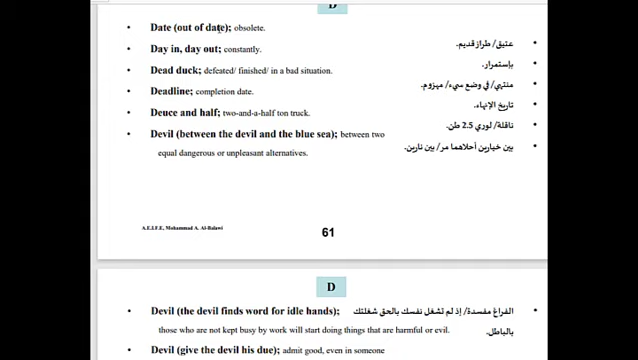 D
Date (out of date); obsolete.
Day in, day out; constantly.
Dead duck; defeated/ finished/ in a bad situation.
Deadline; completion date.
Deuce and half; two-and-a-half ton truck.
Devil (between the devil and the blue sea); between two
equal dangerous or unpleasant alternatives.
عتيق/ طراز قديم.
بإستمرار.
منتهي/ في وضع سيء/ مهزوم.
تاريخ الإنهاء.
ناقلة/ لوري 2.5 طن.
بين خيارين أحلاهما مر/ بين نارين.
A.E.I.F.E, Mohammad A. Al-Balawi
61
D
Devil (the devil finds word for idle hands);
those who are not kept busy by work will start doing things that are harmful or evil.
Devil (give the devil his due); admit good, even in someone
الفراغ مفسدة/ إذ لم تشغل نفسك بالحق شغلتك
بالباطل.